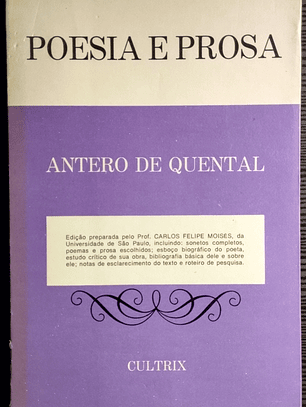 POESIA E PROSA
ANTERO DE QUENTAL
Edição preparada pelo Prof. CARLOS FELIPE MOISES, da
Universidade de São Paulo, incluindo: sonetos completos,
poemas e prosa escolhidos; esboço biográfico do poeta,
estudo crítico de sua obra, bibliografia básica dele e sobre
ele; notas de esclarecimento do texto e roteiro de pesquisa.
CULTRIX